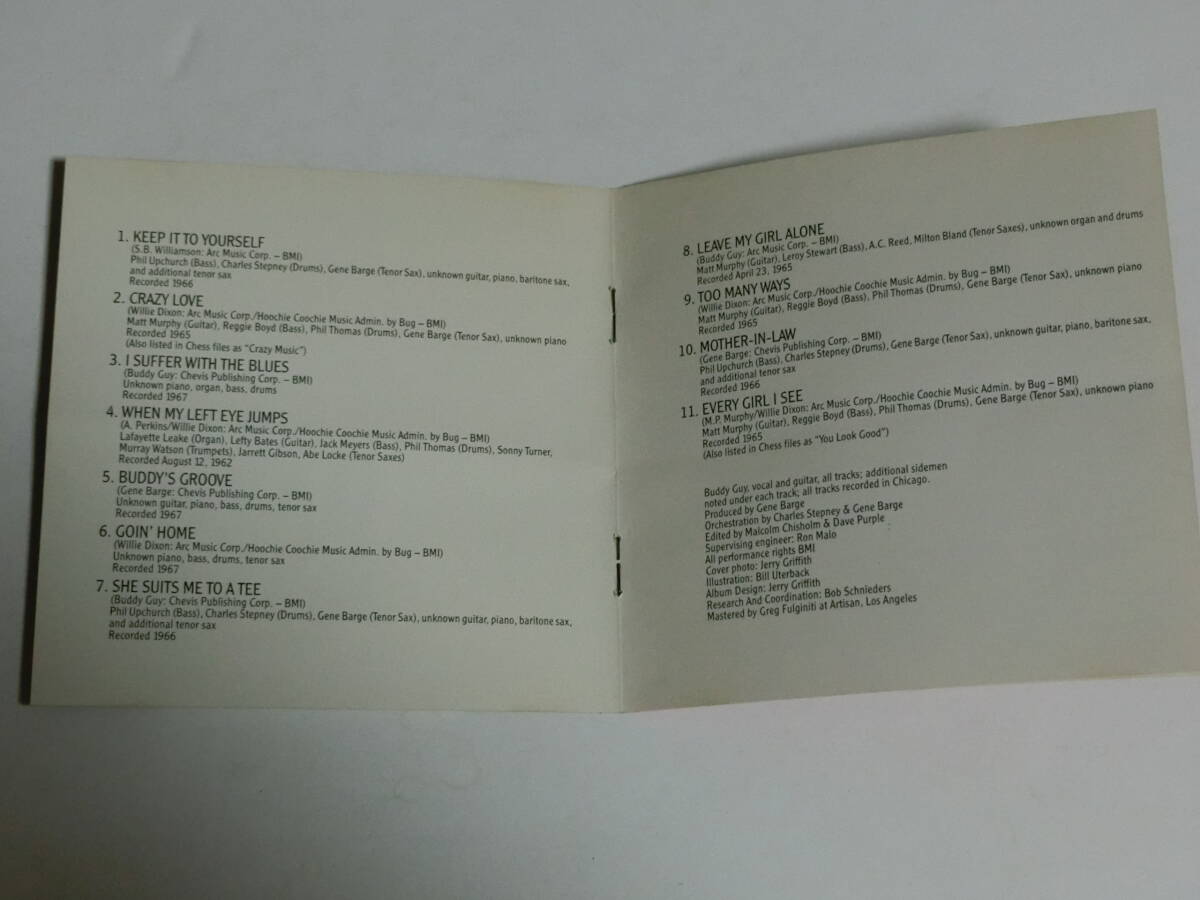 1. KEEP IT TO YOURSELF
(S.B. Williamson: Arc Music Corp. – BMI)
Phil Upchurch (Bass), Charles Stepney (Drums), Gene Barge (Tenor Sax), unknown guitar, piano, baritone sax,
and additional tenor sax
Recorded 1966
2. CRAZY LOVE
(Willie Dixon: Arc Music Corp./Hoochie Coochie Music Admin. by Bug – BMI)
Matt Murphy (Guitar), Reggie Boyd (Bass), Phil Thomas (Drums), Gene Barge (Tenor Sax), unknown piano
Recorded 1965
(Also listed in Chess files as "Crazy Music")
3. I SUFFER WITH THE BLUES
(Buddy Guy: Chevis Publishing Corp. – BMI)
Unknown piano, organ, bass, drums
Recorded 1967
4. WHEN MY LEFT EYE JUMPS
(A. Perkins/Willie Dixon: Arc Music Corp./Hoochie Coochie Music Admin. by Bug – BMI)
Lafayette Leake (Organ), Lefty Bates (Guitar), Jack Meyers (Bass), Phil Thomas (Drums), Sonny Turner,
Murray Watson (Trumpets), Jarrett Gibson, Abe Locke (Tenor Saxes)
Recorded August 12, 1962
5. BUDDY'S GROOVE
(Gene Barge: Chevis Publishing Corp. – BMI)
Unknown guitar, piano, bass, drums, tenor sax
Recorded 1967
6. GOIN' HOME
(Willie Dixon: Arc Music Corp./Hoochie Coochie Music Admin. by Bug – BMI)
Unknown piano, bass, drums, tenor sax
Recorded 1967
7. SHE SUITS ME TO A TEE
(Buddy Guy: Chevis Publishing Corp. – BMI)
Phil Upchurch (Bass), Charles Stepney (Drums), Gene Barge (Tenor Sax), unknown guitar, piano, baritone sax,
and additional tenor sax
Recorded 1966
8. LEAVE MY GIRL ALONE
(Buddy Guy: Arc Music Corp. – BMI)
Matt Murphy (Guitar), Leroy Stewart (Bass), A.C. Reed, Milton Bland (Tenor Saxes), unknown organ and drums
Recorded April 23, 1965
9. TOO MANY WAYS
(Willie Dixon: Arc Music Corp./Hoochie Coochie Music Admin. by Bug – BMI)
Matt Murphy (Guitar), Reggie Boyd (Bass), Phil Thomas (Drums), Gene Barge (Tenor Sax), unknown piano
Recorded 1965
10. MOTHER-IN-LAW
(Gene Barge: Chevis Publishing Corp. – BMI)
Phil Upchurch (Bass), Charles Stepney (Drums), Gene Barge (Tenor Sax), unknown guitar, piano, baritone sax,
and additional tenor sax
Recorded 1966
11. EVERY GIRL I SEE
(M.P. Murphy/Willie Dixon: Arc Music Corp./Hoochie Coochie Music Admin. by Bug – BMI)
Matt Murphy (Guitar), Reggie Boyd (Bass), Phil Thomas (Drums), Gene Barge (Tenor Sax), unknown piano
Recorded 1965
(Also listed in Chess files as "You Look Good")
Buddy Guy, vocal and guitar, all tracks; additional sidemen
noted under each track; all tracks recorded in Chicago.
Produced by Gene Barge
Orchestration by Charles Stepney & Gene Barge
Edited by Malcolm Chisholm & Dave Purple
Supervising engineer: Ron Malo
All performance rights BMI
Cover photo: Jerry Griffith
Illustration: Bill Uterback
Album Design: Jerry Griffith
Research And Coordination: Bob Schnieders
Mastered by Greg Fulginiti at Artisan, Los Angeles